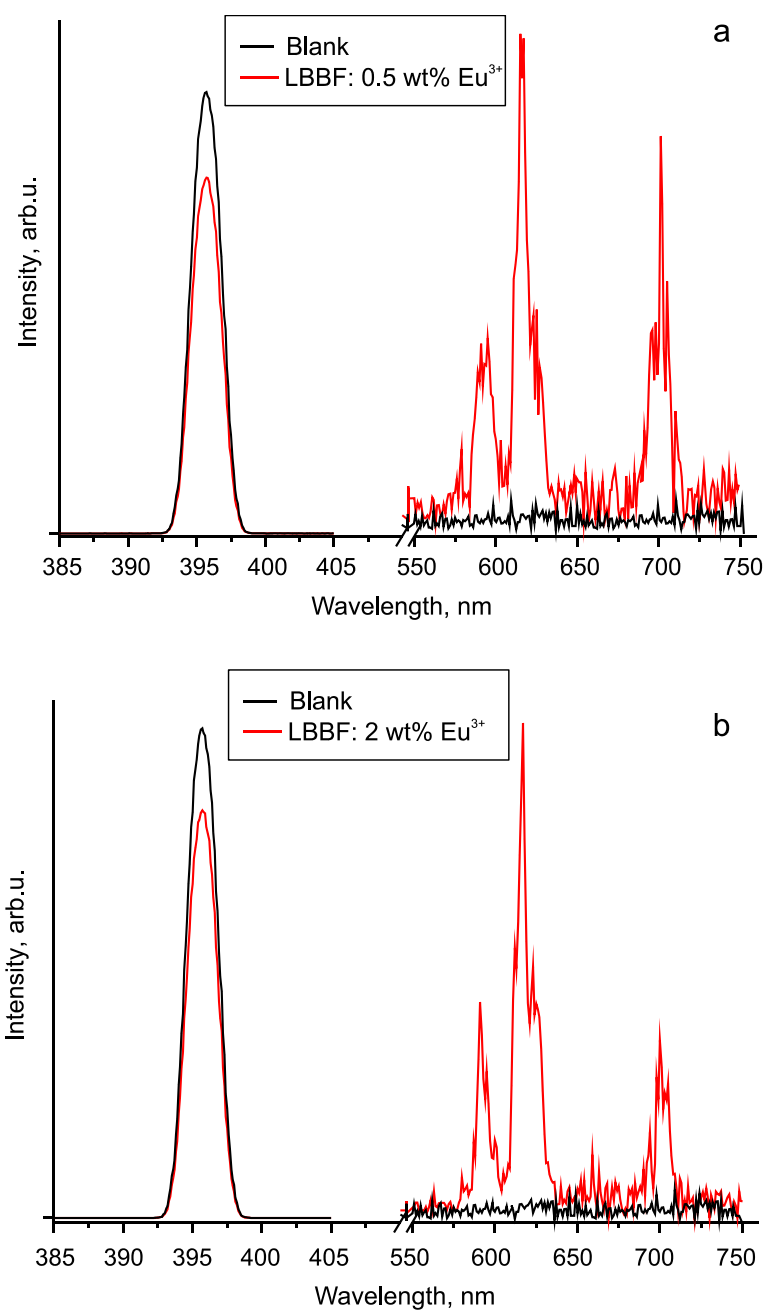 a
Blank
LBBF: 0.5 wt% Eu³⁺
Intensity, arb.u.
385 390 395 400 405 550 600 650 700 750
Wavelength, nm
b
Blank
LBBF: 2 wt% Eu³⁺
Intensity, arb.u.
385 390 395 400 405 550 600 650 700 750
Wavelength, nm